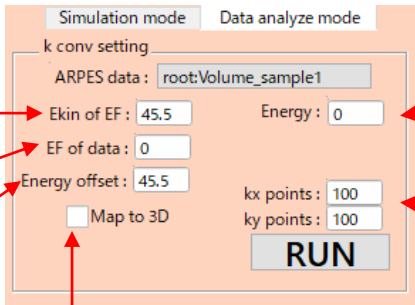 Simulation mode Data analyze mode
k conv setting
ARPES data : root:Volume_sample1
Ekin of EF : 45.5 Energy : 0
EF of data : 0
Energy offset : 45.5
kx points : 100
Map to 3D ky points : 100
RUN